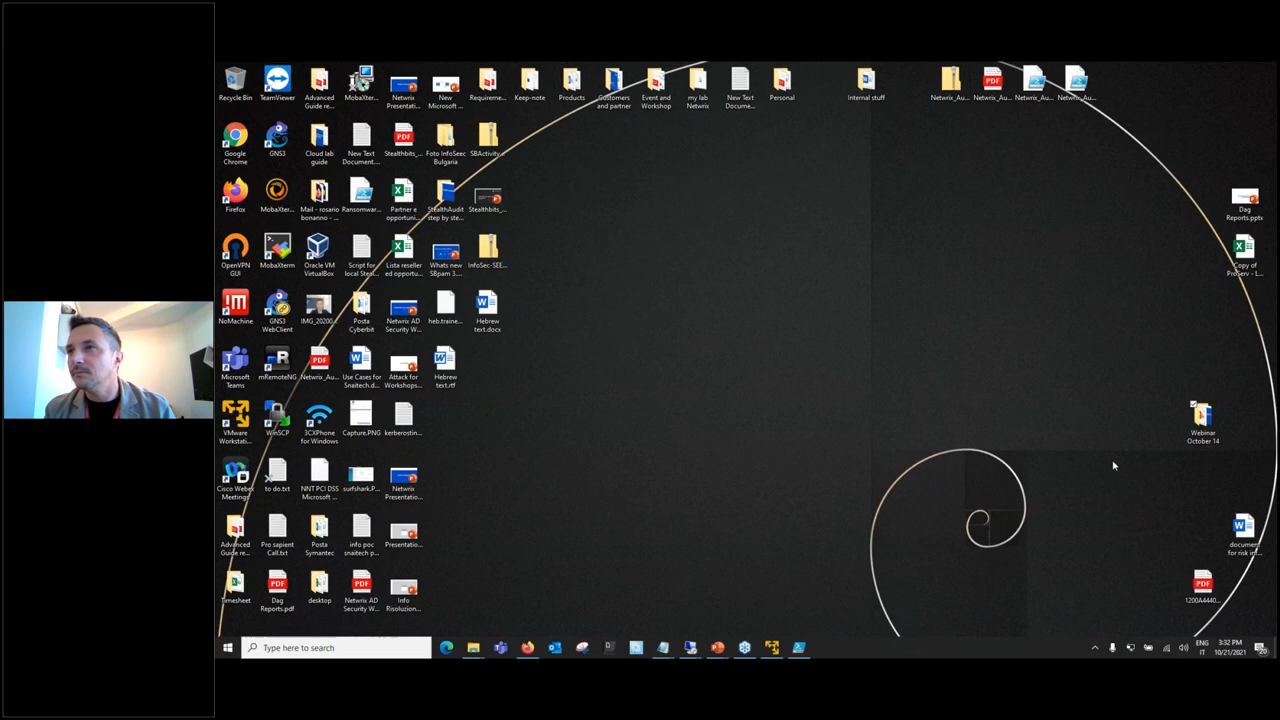 Recycle Bin
TeamViewer
Advanced
Guide re...
MobaXter...
Netwrix
Presentati...
New
Microsoft ...
Requireme...
Keep-note
Products
Customers
and partner
Event and
Workshop
my lab
Netwrix
New Text
Docume...
Personal
Internal stuff
Netwrix_Au...
Netwrix_Au...
Netwrix_Au...
Netwrix_Au...
Google
Chrome
GNS3
Cloud lab
guide
New Text
Document....
Stealthbits_...
Foto InfoSec
Bulgaria
SBActivity...
Firefox
MobaXter...
Mail - rosario
bonanno - ...
Ransomwar...
Partner e
opportuni...
StealthAudit
step by ste...
Stealthbits_...
Dag
Reports.pptx
OpenVPN
GUI
MobaXterm
Oracle VM
VirtualBox
Script for
local Steal...
Lista reseller
ed opportu...
Whats new
SBpam 3....
InfoSec-SEE...
Copy of
ProServ - L...
NoMachine
GNS3
WebClient
IMG_20200...
Posta
Cyberbit
Netwrix AD
Security W...
heb.traine...
Hebrew
text.docx
Microsoft
Teams
mRemoteNG
Netwrix_Au...
Use Cases for
Snaitech.d...
Attack for
Workshops...
Hebrew
text.rtf
VMware
Workstati...
WinSCP
3CXPhone
for Windows
Capture.PNG
kerberostin...
Webinar
October 14
Cisco Webex
Meetings
to do.txt
NNT PCI DSS
Microsoft ...
surfshark.P...
Netwrix
Presentatio...
Advanced
Guide re...
Pro sapient
Call.txt
Posta
Symantec
info poc
snaitech p...
Presentatio...
document
for risk inf...
Timesheet
Dag
Reports.pdf
desktop
Netwrix AD
Security W...
Info
Risoluzion...
1200A4440...
Type here to search
ENG
IT
3:32 PM
10/21/2021
20